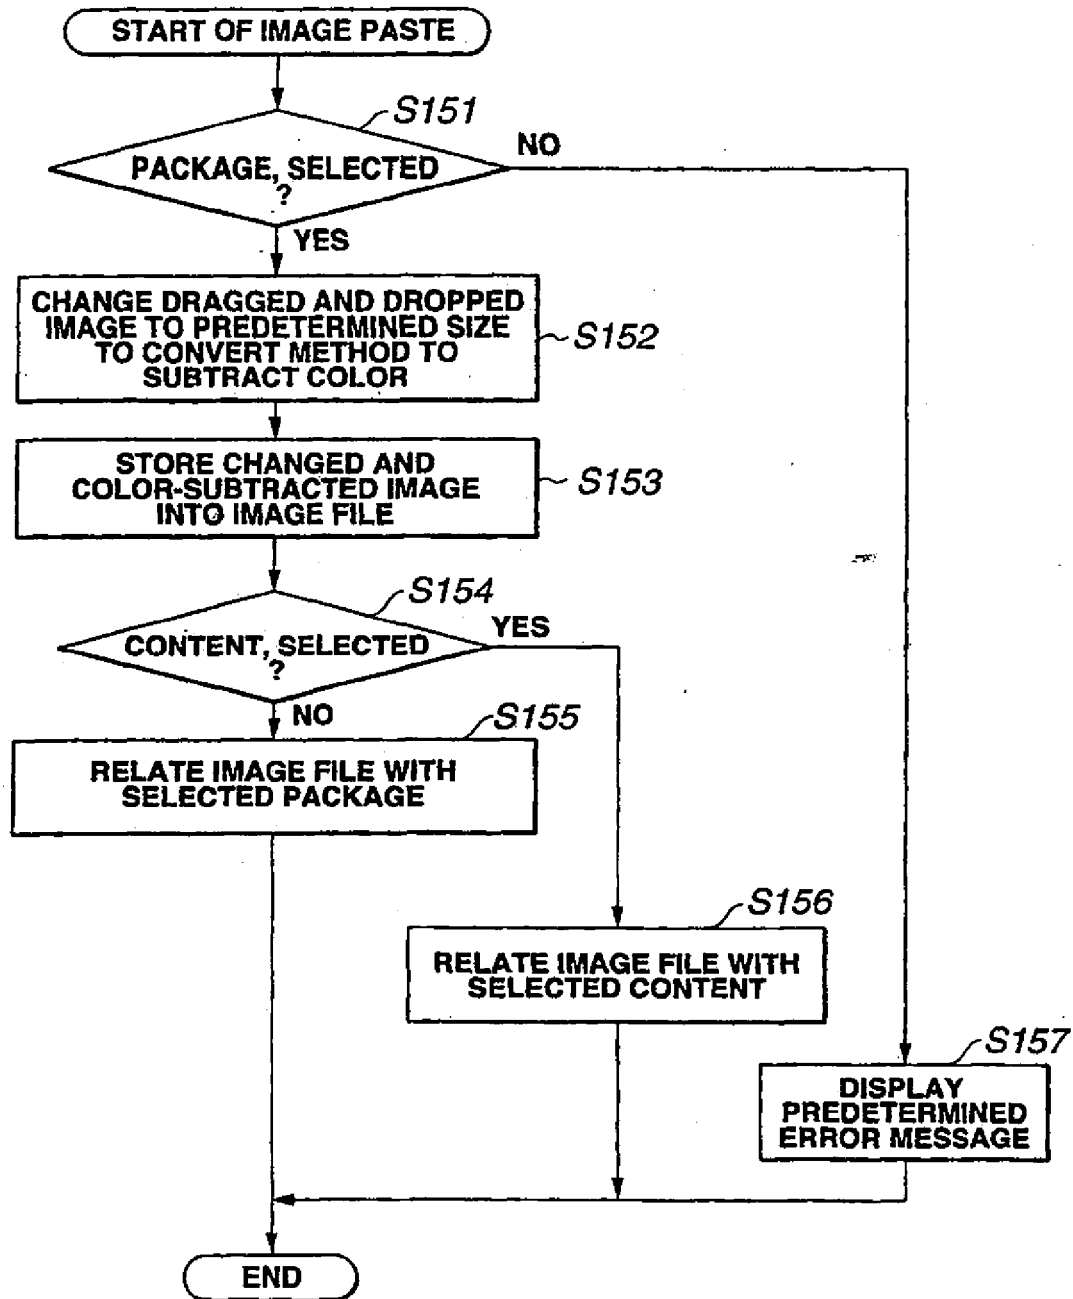 START OF IMAGE PASTE
S151
PACKAGE, SELECTED
?
NO
YES
CHANGE DRAGGED AND DROPPED
IMAGE TO PREDETERMINED SIZE
TO CONVERT METHOD TO
SUBTRACT COLOR
S152
STORE CHANGED AND
COLOR-SUBTRACTED IMAGE
INTO IMAGE FILE
S153
S154
CONTENT, SELECTED
?
YES
NO
S155
RELATE IMAGE FILE WITH
SELECTED PACKAGE
S156
RELATE IMAGE FILE WITH
SELECTED CONTENT
S157
DISPLAY
PREDETERMINED
ERROR MESSAGE
END